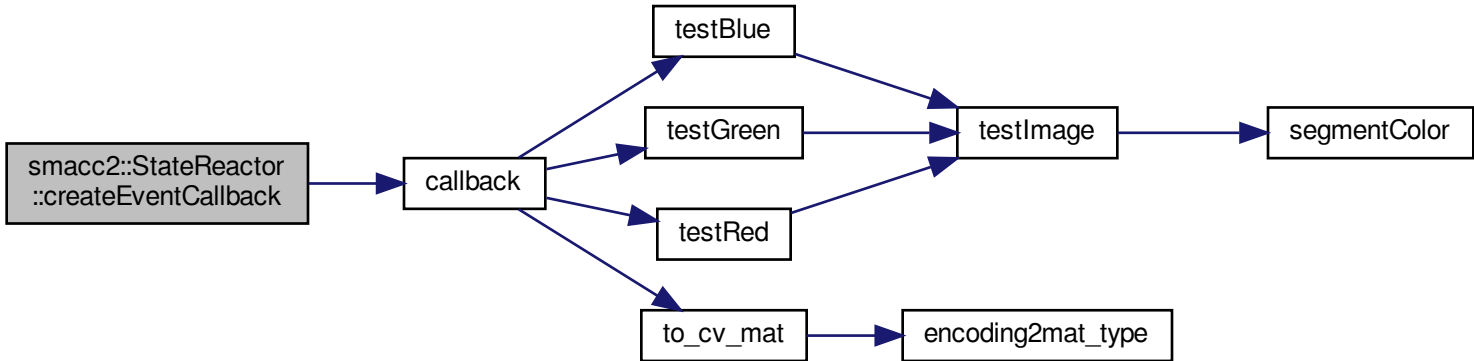 smacc2::StateReactor
::createEventCallback
callback
testBlue
testGreen
testRed
to_cv_mat
testImage
encoding2mat_type
segmentColor